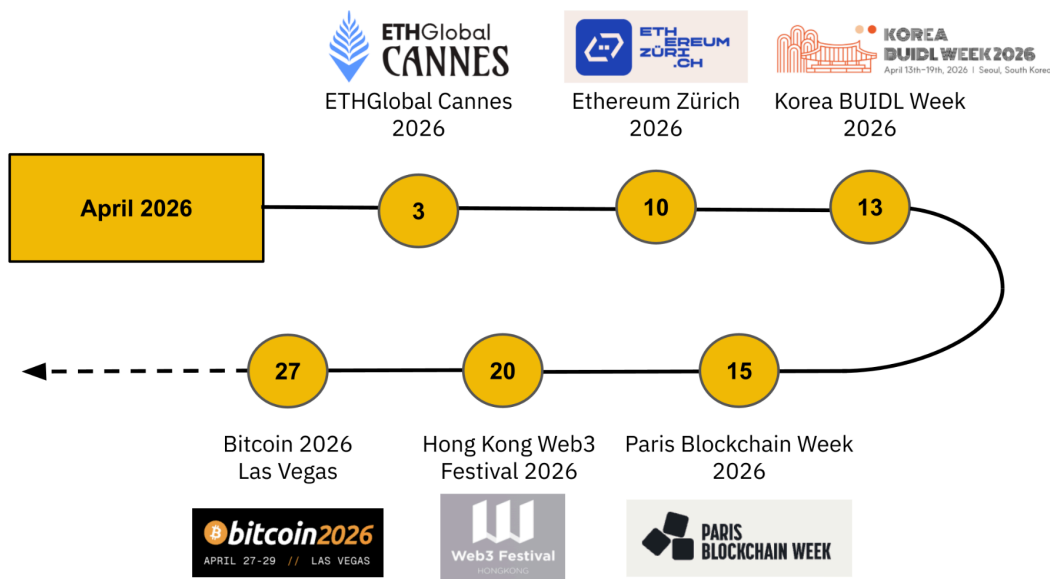 ETHGlobal
CANNES
ETHGlobal Cannes
2026
ETH
EREUM
ZÜRI
.CH
Ethereum Zürich
2026
KOREA
BUIDL WEEK 2026
April 13th-19th, 2026 | Seoul, South Korea
Korea BUIDL Week
2026
April 2026
3
10
13
27
20
15
Bitcoin 2026
Las Vegas
bitcoin2026
APRIL 27-29 // LAS VEGAS
Hong Kong Web3
Festival 2026
Web3 Festival
HONGKONG
Paris Blockchain Week
2026
PARIS
BLOCKCHAIN WEEK